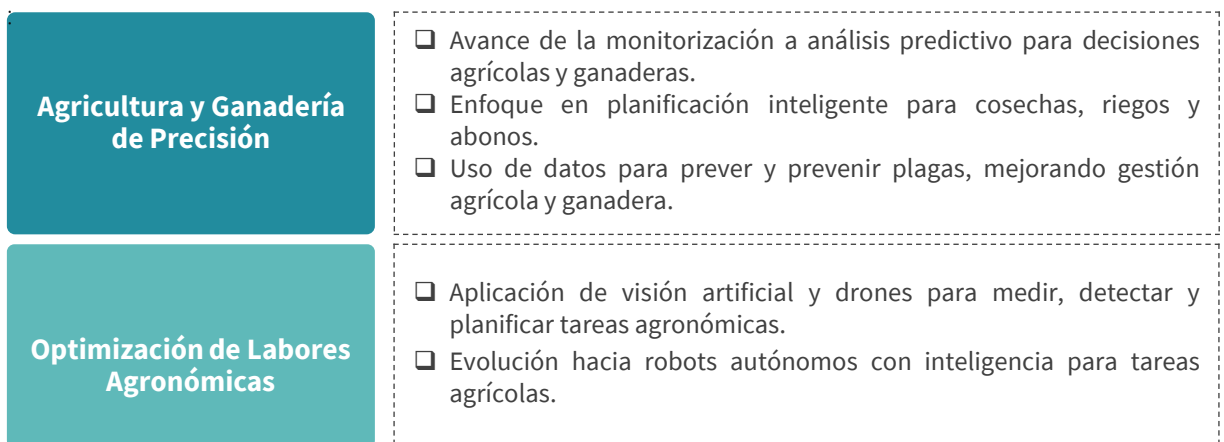 Agricultura y Ganadería
de Precisión
❑ Avance de la monitorización a análisis predictivo para decisiones
agrícolas y ganaderas.
❑ Enfoque en planificación inteligente para cosechas, riegos y
abonos.
❑ Uso de datos para prever y prevenir plagas, mejorando gestión
agrícola y ganadera.
Optimización de Labores
Agronómicas
❑ Aplicación de visión artificial y drones para medir, detectar y
planificar tareas agronómicas.
❑ Evolución hacia robots autónomos con inteligencia para tareas
agrícolas.